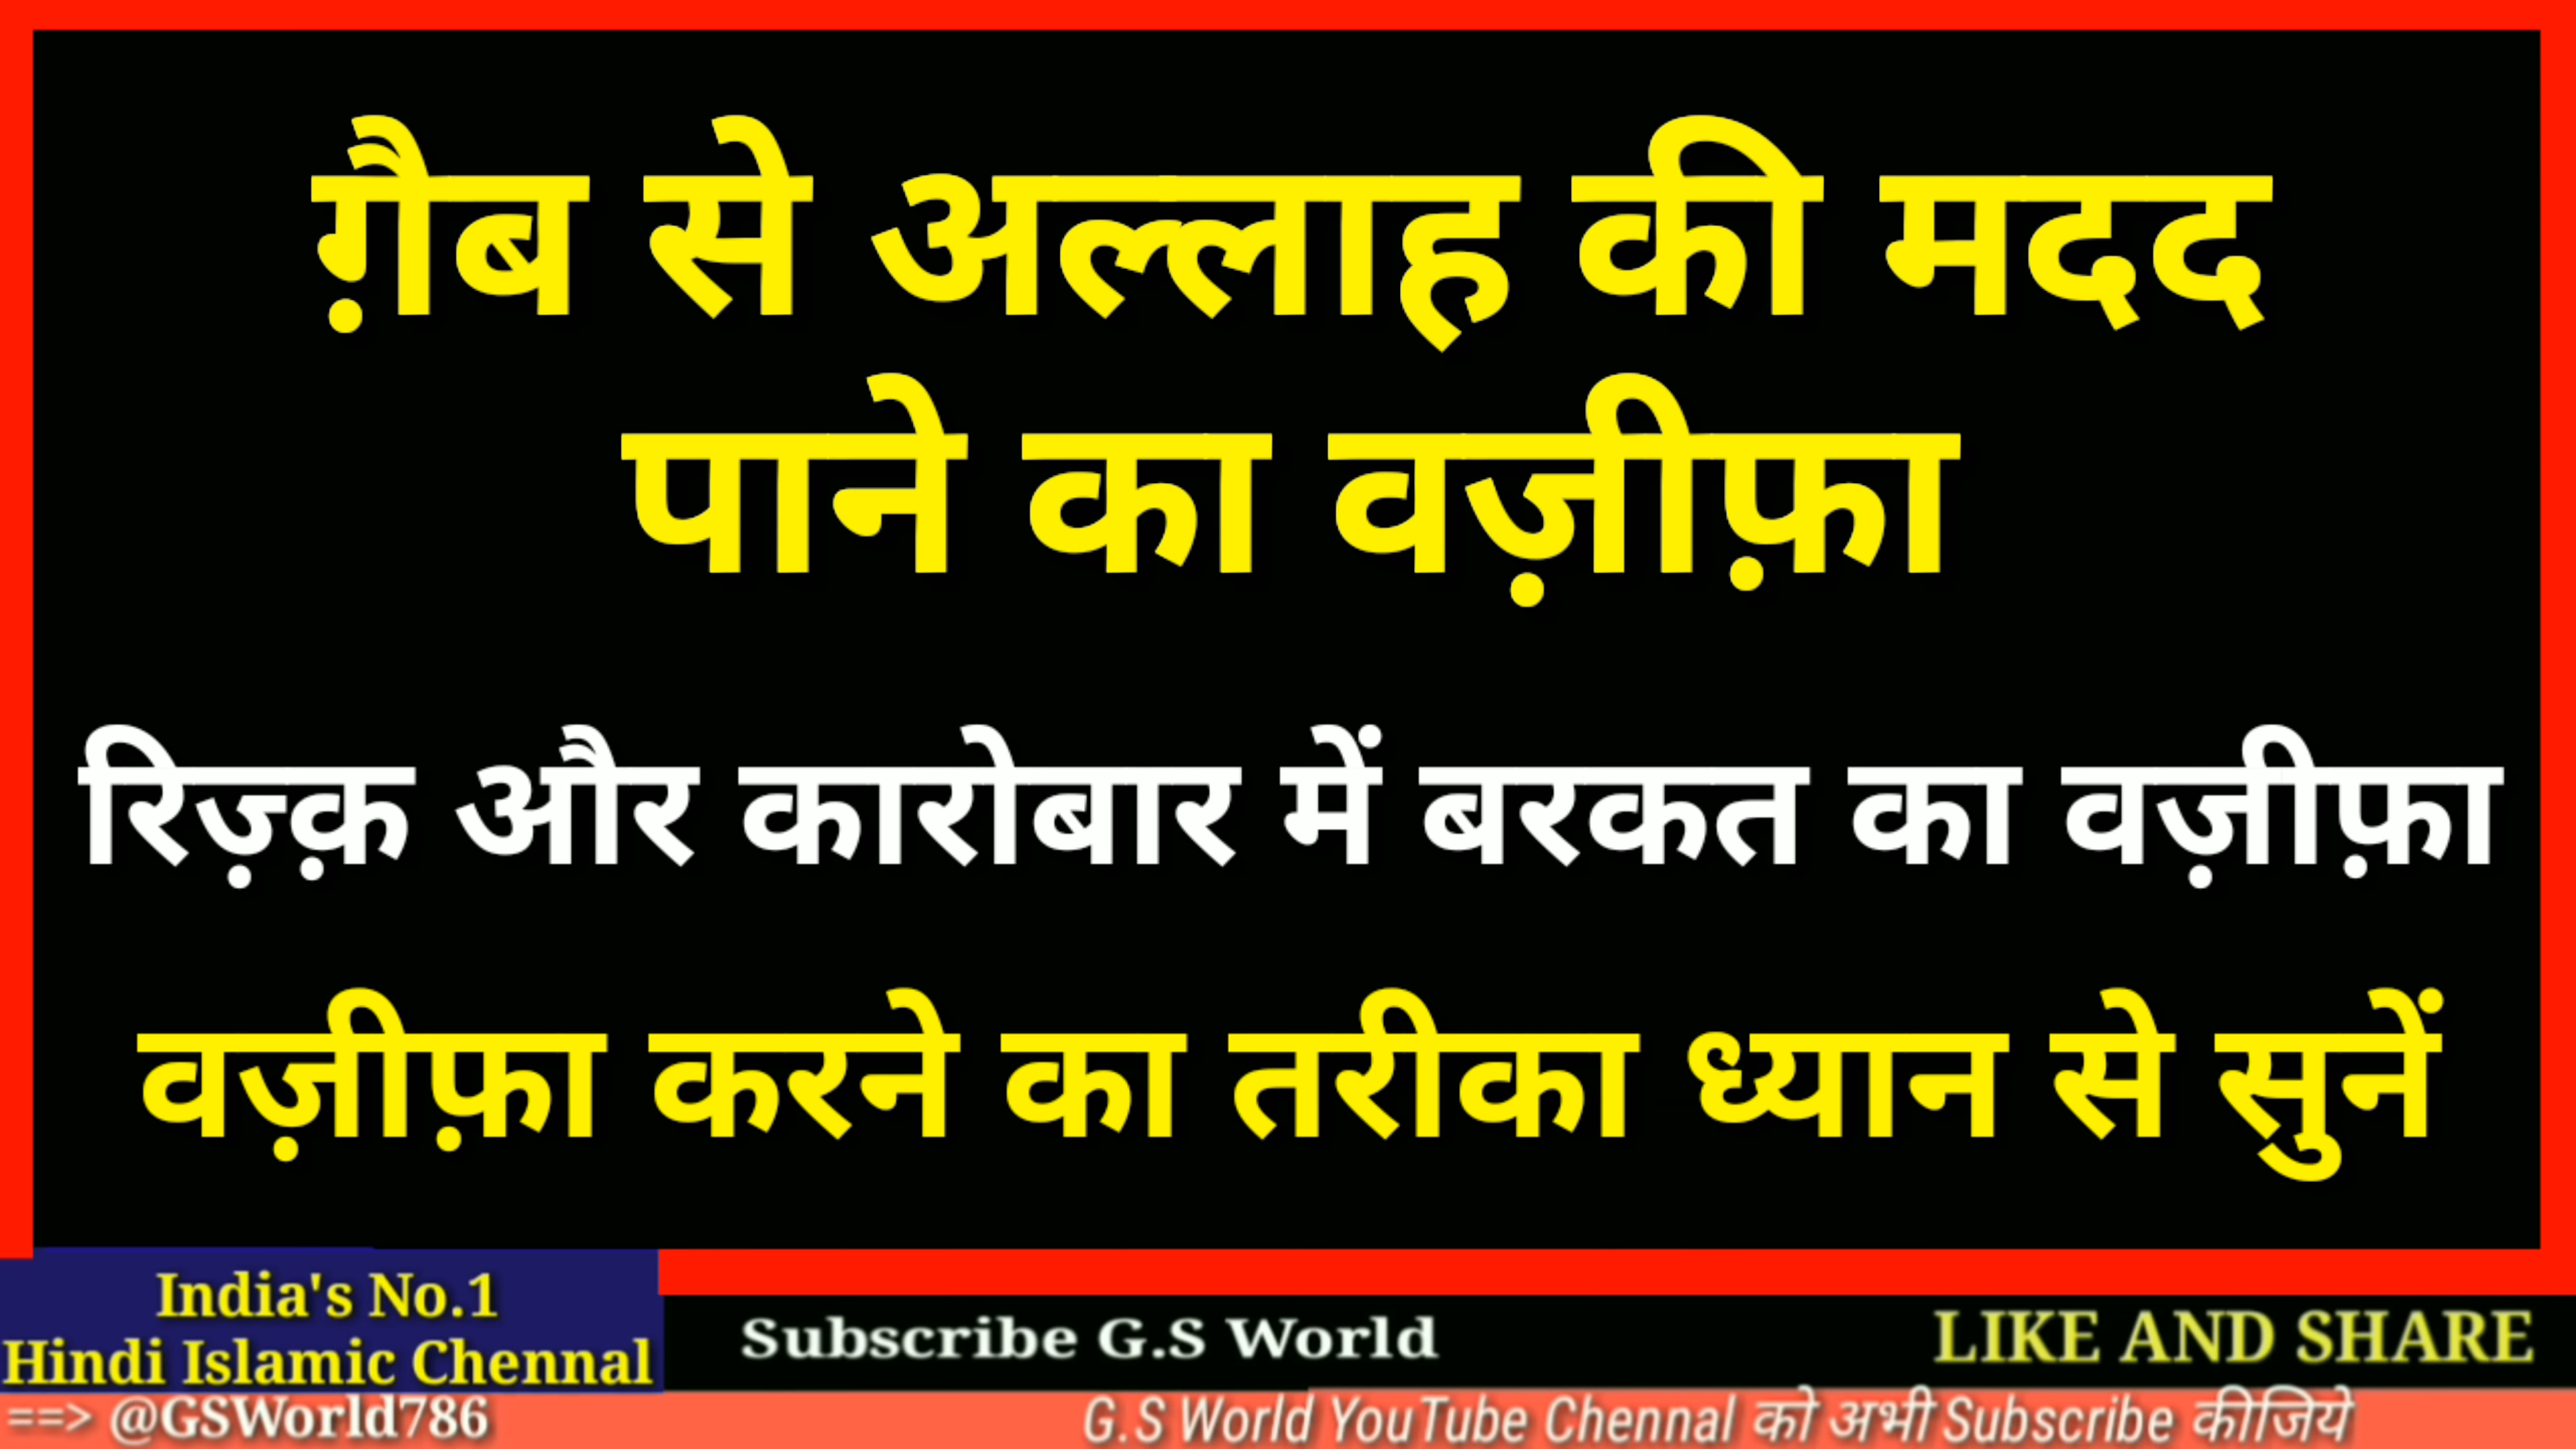 ग़ैब से अल्लाह की मदद
पाने का वज़ीफ़ा
रिज़्क़ और कारोबार में बरकत का वज़ीफ़ा
वज़ीफ़ा करने का तरीका ध्यान से सुनें
India's No.1
Hindi Islamic Chennal
Subscribe G.S World
LIKE AND SHARE
==> @GSWorld786
G.S World YouTube Chennal को अभी Subscribe कीजिये